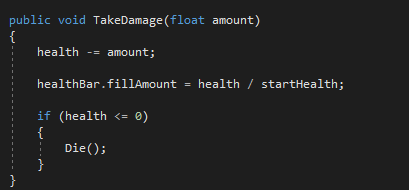 public void TakeDamage(float amount)
{
    health -= amount;

    healthBar.fillAmount = health / startHealth;

    if (health <= 0)
    {
        Die();
    }
}